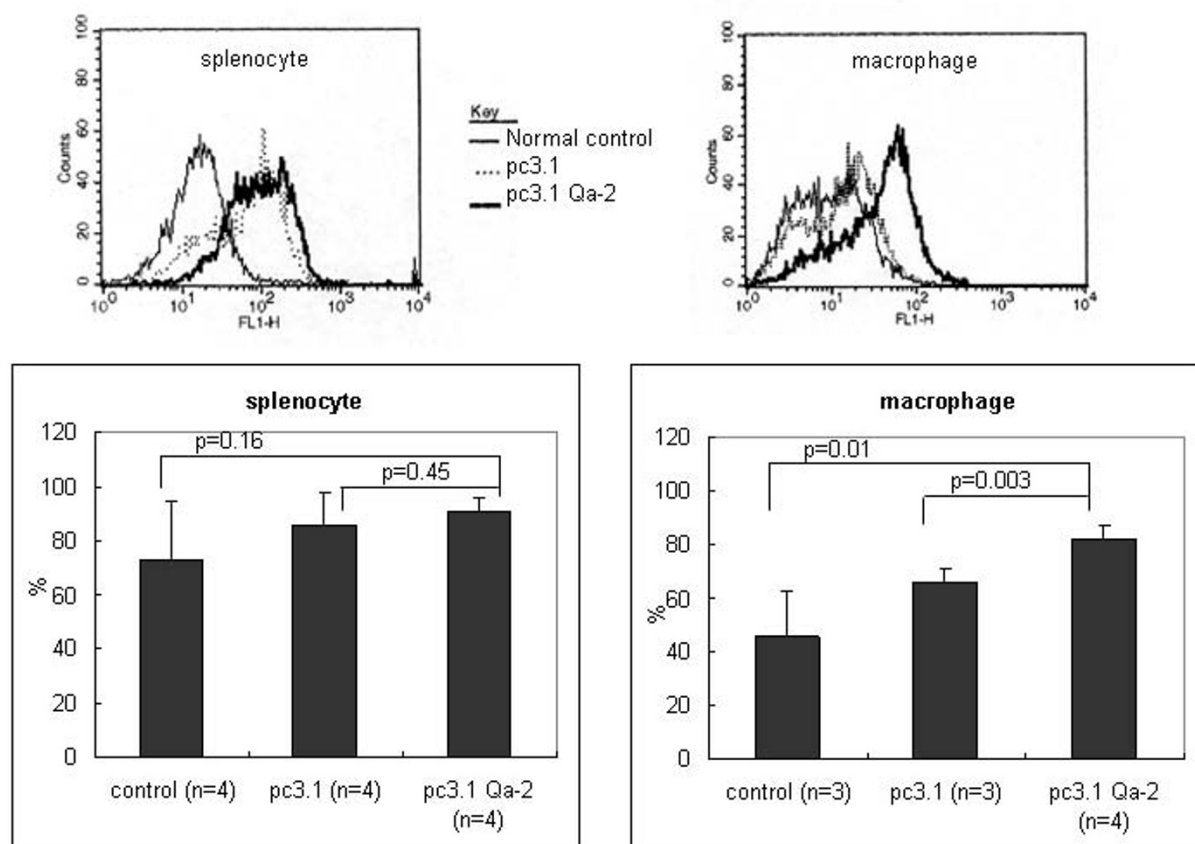 splenocyte
100
80
60
40
20
0
Counts
10^0 10^1 10^2 10^3 10^4
FL1-H
Key
Normal control
pc3.1
pc3.1 Qa-2
macrophage
100
80
60
40
20
0
Counts
10^0 10^1 10^2 10^3 10^4
FL1-H
splenocyte
120
100
80
60
40
20
0
%
p=0.16
p=0.45
control (n=4) pc3.1 (n=4) pc3.1 Qa-2
(n=4)
macrophage
120
100
80
60
40
20
0
%
p=0.01
p=0.003
control (n=3) pc3.1 (n=3) pc3.1 Qa-2
(n=4)